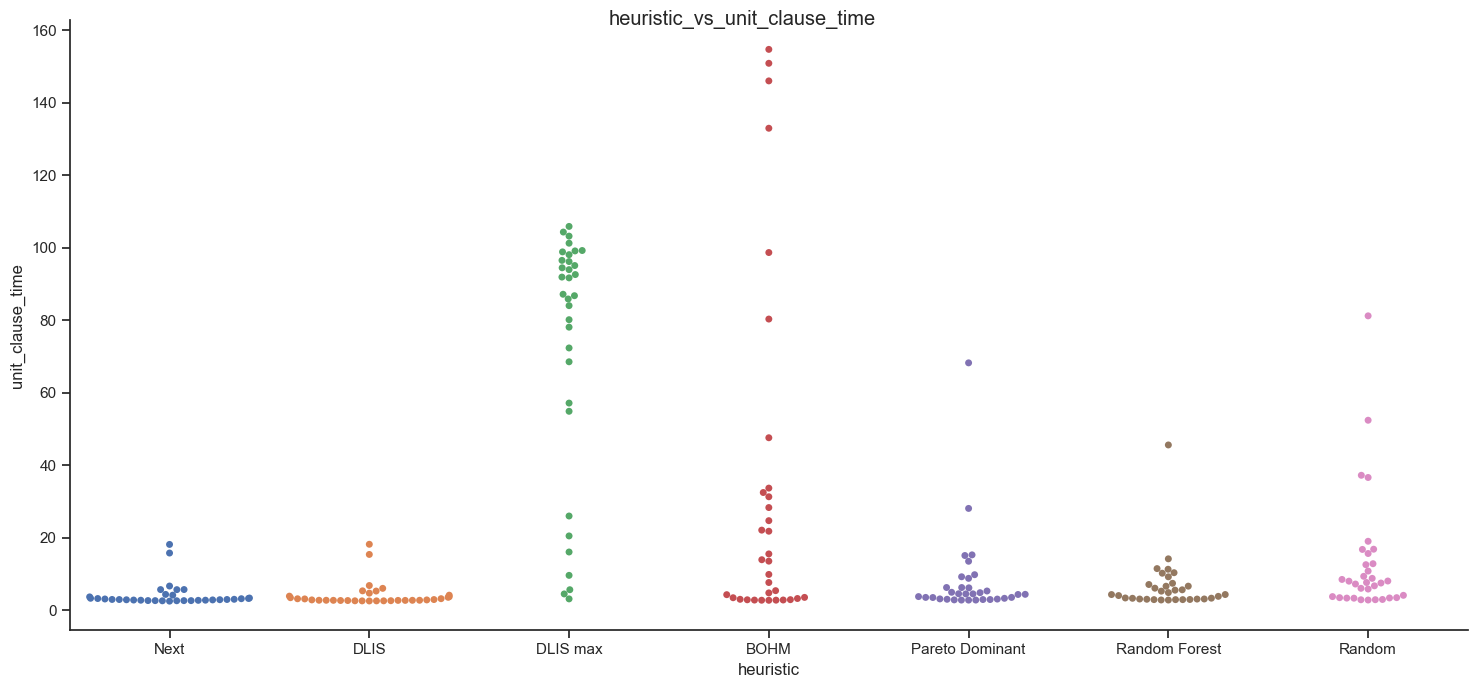 heuristic_vs_unit_clause_time
unit_clause_time
160
140
120
100
80
60
40
20
0
Next DLIS DLIS max BOHM Pareto Dominant Random Forest Random
heuristic